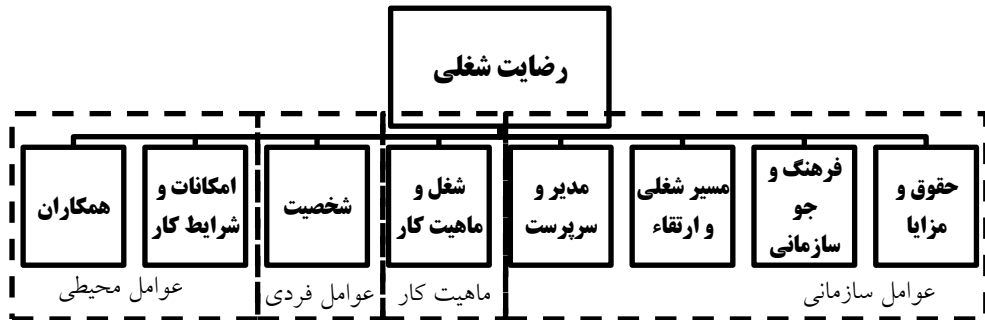 رضایت شغلی
حقوق و
مزایا
فرهنگ و
جو
سازمانی
مسیر شغلی
و ارتقاء
مدیر و
سرپرست
شغل و
ماهیت کار
شخصیت
امکانات و
شرایط کار
همکاران
عوامل سازمانی
ماهیت کار
عوامل فردی
عوامل محیطی